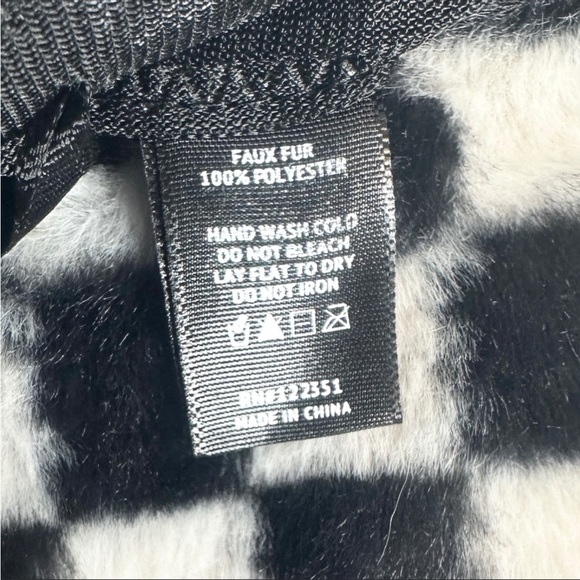 FAUX FUR
100% POLYESTER
HAND WASH COLD
DO NOT BLEACH
LAY FLAT TO DRY
DO NOT IRON
RN#122351
MADE IN CHINA